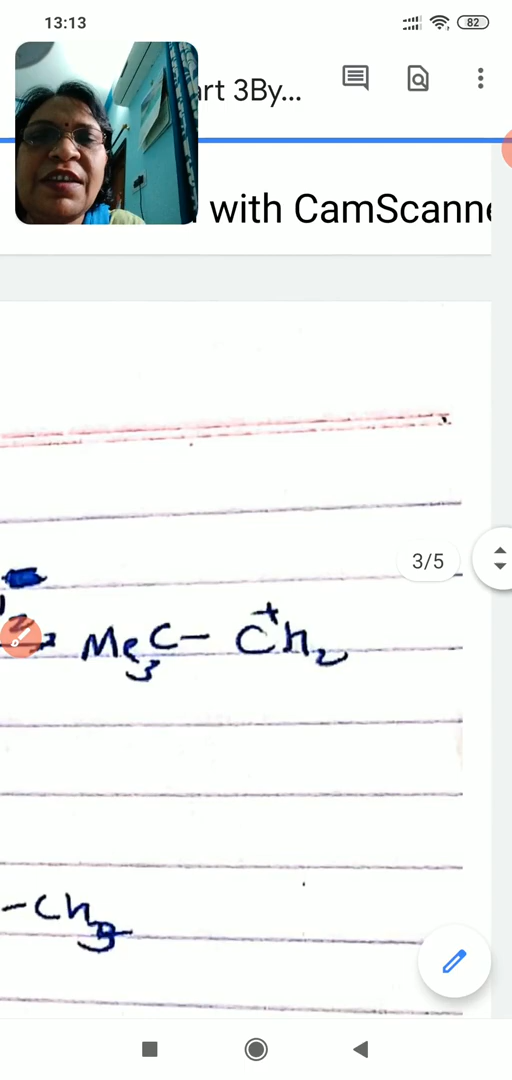 13:13
82
art 3By...
with CamScanne
3/5
Me₃C – C⁺H₂
–CH₃